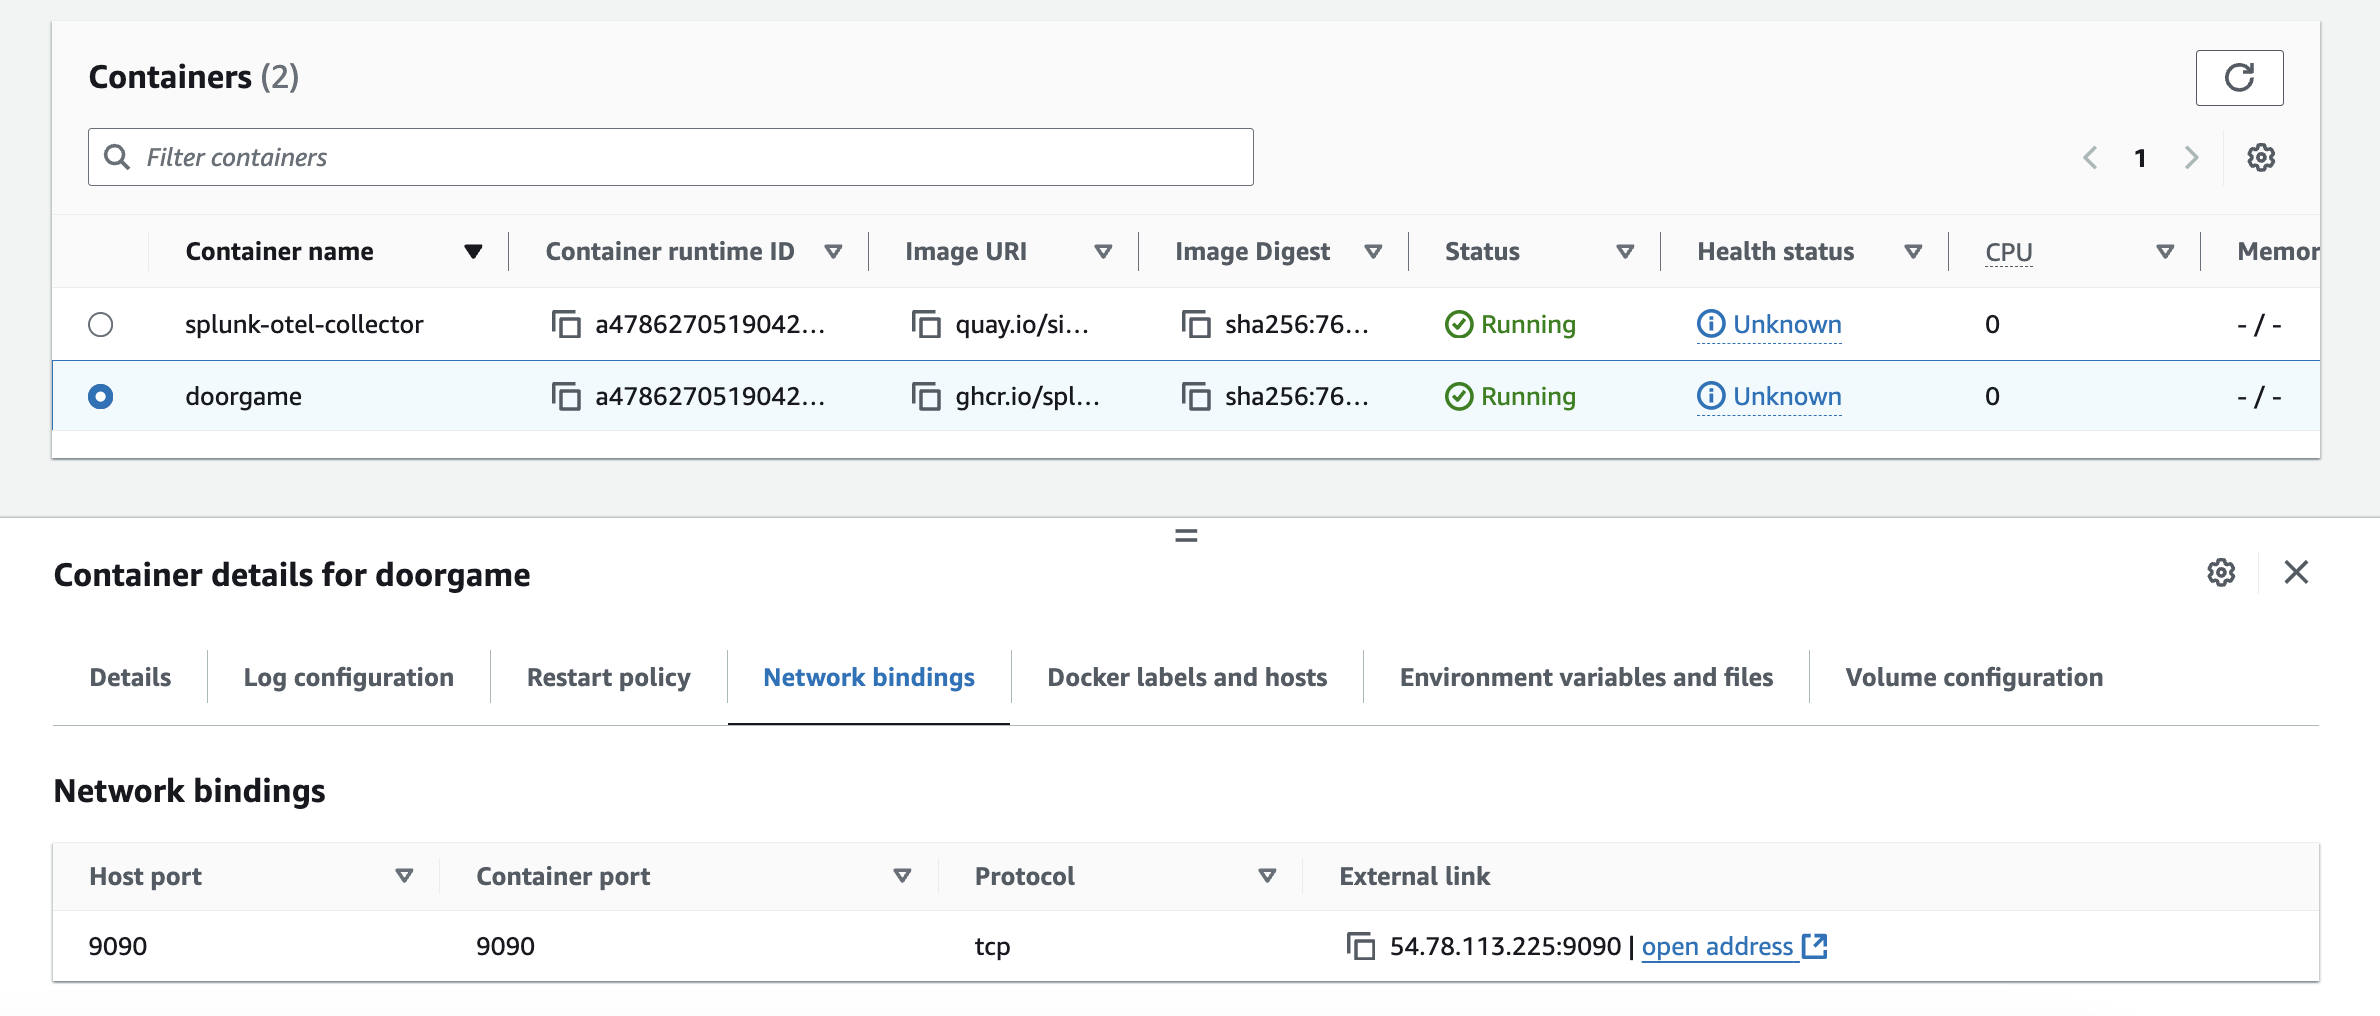 Containers (2)
Filter containers
1
Container name Container runtime ID Image URI Image Digest Status Health status CPU Memor
splunk-otel-collector a4786270519042... quay.io/si... sha256:76... Running Unknown 0 - / -
doorgame a4786270519042... ghcr.io/spl... sha256:76... Running Unknown 0 - / -
Container details for doorgame
Details Log configuration Restart policy Network bindings Docker labels and hosts Environment variables and files Volume configuration
Network bindings
Host port Container port Protocol External link
9090 9090 tcp 54.78.113.225:9090 | open address